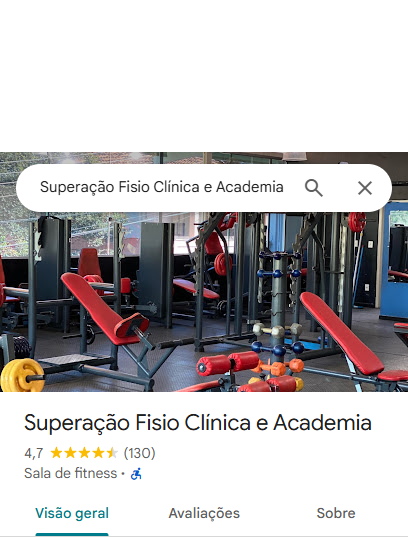 Superação Fisio Clínica e Academia
Superação Fisio Clínica e Academia
4,7 (130)
Sala de fitness ·
Visão geral Avaliações Sobre